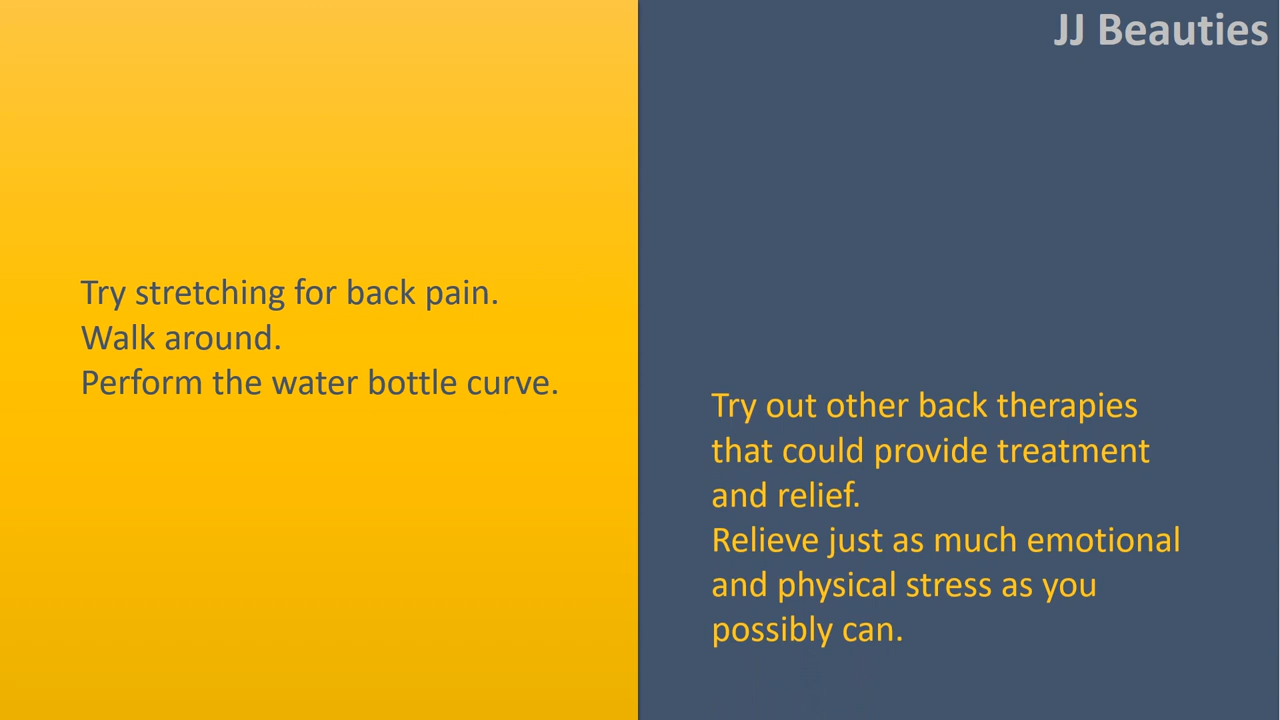 JJ Beauties
Try stretching for back pain.
Walk around.
Perform the water bottle curve.
Try out other back therapies
that could provide treatment
and relief.
Relieve just as much emotional
and physical stress as you
possibly can.